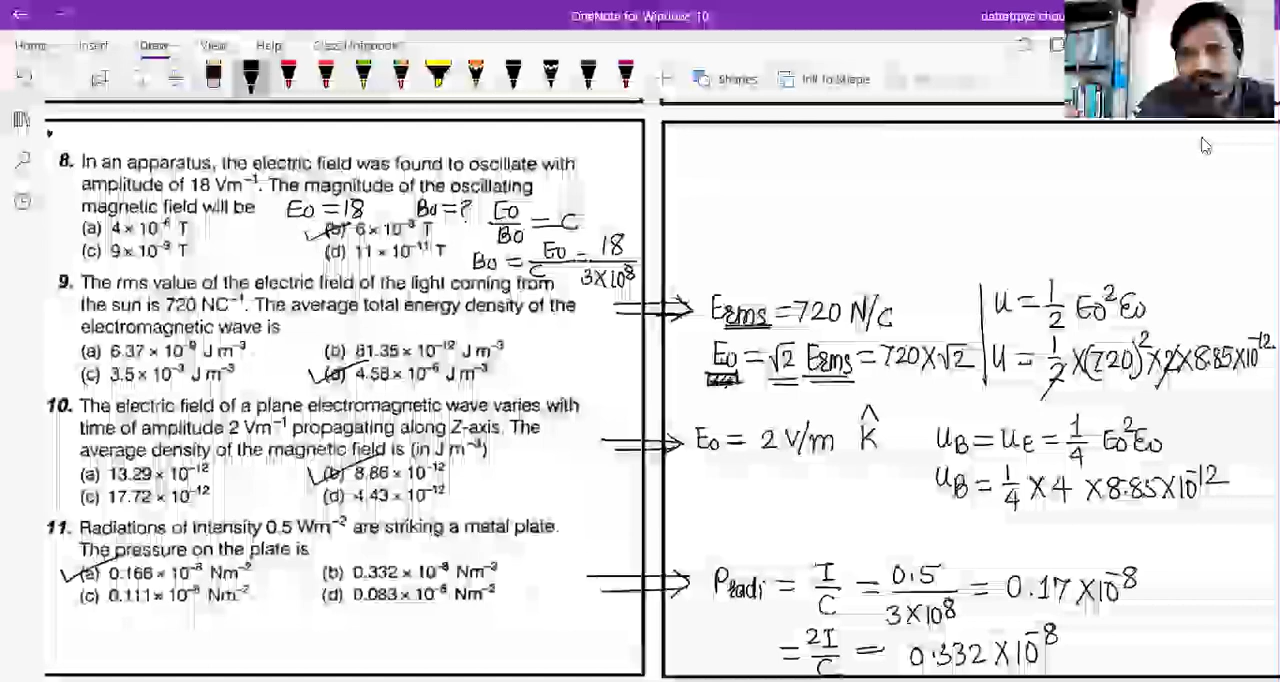 OneNote for Windows 10
Home Insert Draw View Help Class Notebook
Shapes Ink to Shape
8. In an apparatus, the electric field was found to oscillate with
amplitude of 18 Vm⁻¹. The magnitude of the oscillating
magnetic field will be E₀ = 18 B₀ = ? E₀/B₀ = C
(a) 4 × 10⁻⁶ T (b) 6 × 10⁻⁸ T
(c) 9 × 10⁻⁹ T (d) 11 × 10⁻¹¹ T
B₀ = E₀/C = 18/3×10⁸
9. The rms value of the electric field of the light coming from
the sun is 720 NC⁻¹. The average total energy density of the
electromagnetic wave is
(a) 6.37 × 10⁻⁹ J m⁻³ (b) 81.35 × 10⁻¹² J m⁻³
(c) 3.5 × 10⁻³ J m⁻³ (d) 4.58 × 10⁻⁶ J m⁻³
10. The electric field of a plane electromagnetic wave varies with
time of amplitude 2 Vm⁻¹ propagating along Z-axis. The
average density of the magnetic field is (in J m⁻³)
(a) 13.29 × 10⁻¹² (b) 8.86 × 10⁻¹²
(c) 17.72 × 10⁻¹² (d) 4.43 × 10⁻¹²
11. Radiations of intensity 0.5 Wm⁻² are striking a metal plate.
The pressure on the plate is
(a) 0.166 × 10⁻⁸ Nm⁻² (b) 0.332 × 10⁻⁸ Nm⁻²
(c) 0.111 × 10⁻⁸ Nm⁻² (d) 0.083 × 10⁻⁸ Nm⁻²
Erms = 720 N/C
E₀ = √2 Erms = 720 × √2
u = 1/2 E₀²ε₀
u = 1/2 × (720)² × 2 × 8.85 × 10⁻¹²
E₀ = 2 V/m k̂
uB = uE = 1/4 E₀²ε₀
uB = 1/4 × 4 × 8.85 × 10⁻¹²
Pradi = I/C = 0.5/3×10⁸ = 0.17 × 10⁻⁸
= 2I/C = 0.332 × 10⁻⁸